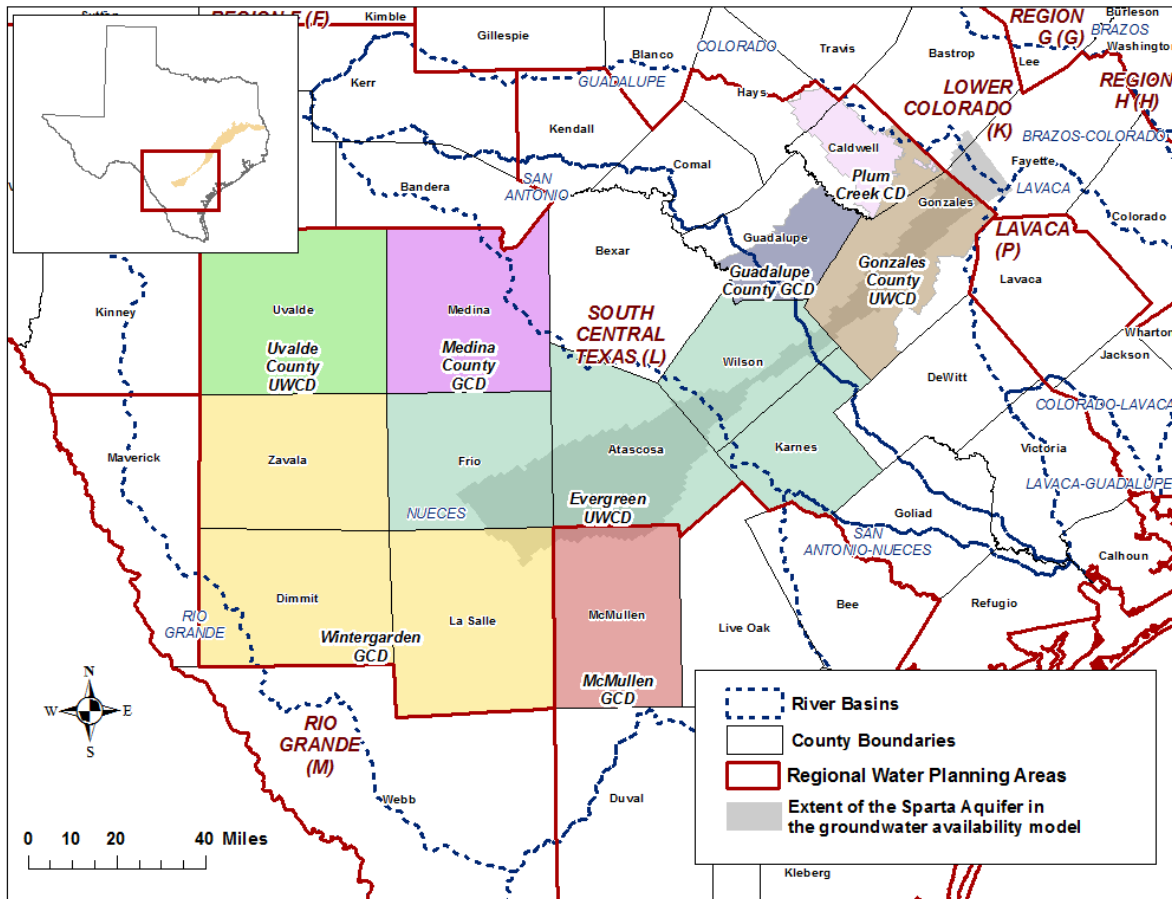 REGION F (F)
Kimble
Gillespie
Blanco
COLORADO
Travis
REGION
G (G)
Burleson
BRAZOS
Washington
Bastrop
Lee
Kerr
GUADALUPE
Hays
LOWER
COLORADO
(K)
REGION
H (H)
BRAZOS-COLORADO
Kendall
Comal
Caldwell
Plum
Creek CD
Fayette
LAVACA
Bandera
SAN
ANTONIO
Gonzales
Colorado
Bexar
Guadalupe
Guadalupe
County GCD
Gonzales
County
UWCD
LAVACA
(P)
Lavaca
Kinney
Uvalde
Uvalde
County
UWCD
Medina
Medina
County
GCD
SOUTH
CENTRAL
TEXAS (L)
Wilson
Wharton
Jackson
DeWitt
COLORADO-LAVACA
Maverick
Zavala
Frio
Atascosa
Karnes
Victoria
LAVACA-GUADALUPE
NUECES
Evergreen
UWCD
Goliad
SAN
ANTONIO-NUECES
Calhoun
RIO
GRANDE
Dimmit
La Salle
Wintergarden
GCD
McMullen
McMullen
GCD
Live Oak
Bee
Refugio
N
W
E
S
RIO
GRANDE
(M)
Webb
Duval
Kleberg
0 10 20 40 Miles
River Basins
County Boundaries
Regional Water Planning Areas
Extent of the Sparta Aquifer in
the groundwater availability model